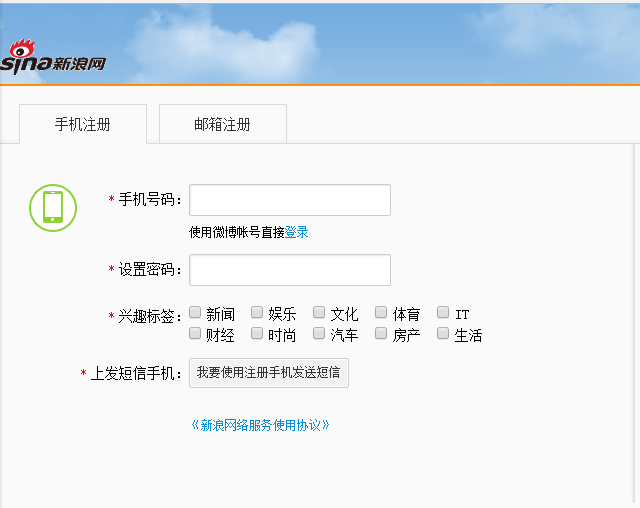 sina新浪网
手机注册 邮箱注册
* 手机号码：
使用微博帐号直接登录
* 设置密码：
* 兴趣标签： 新闻 娱乐 文化 体育 IT
财经 时尚 汽车 房产 生活
* 上发短信手机： 我要使用注册手机发送短信
《新浪网络服务使用协议》